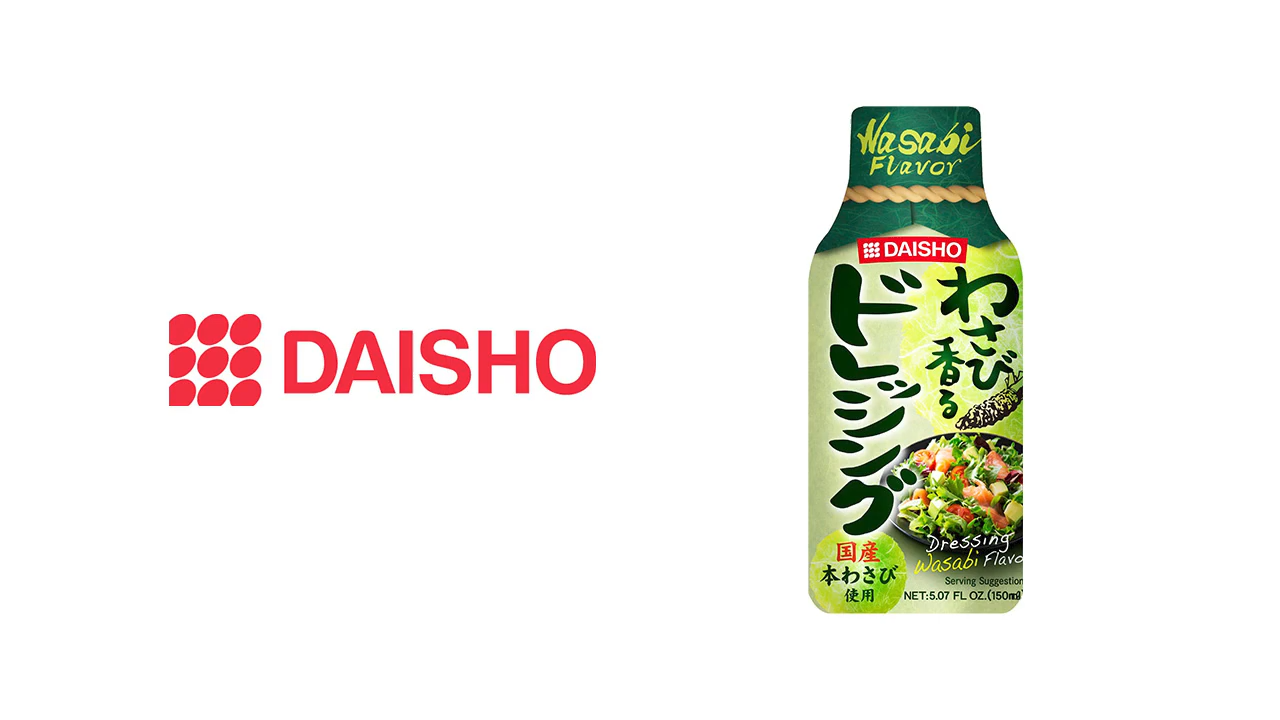 DAISHO
Wasabi
Flavor
DAISHO
わさび
香る
ドレッシング
国産
本わさび
使用
Dressing
Wasabi
Serving Suggestion
NET:5.07 FL OZ.(150㎖)